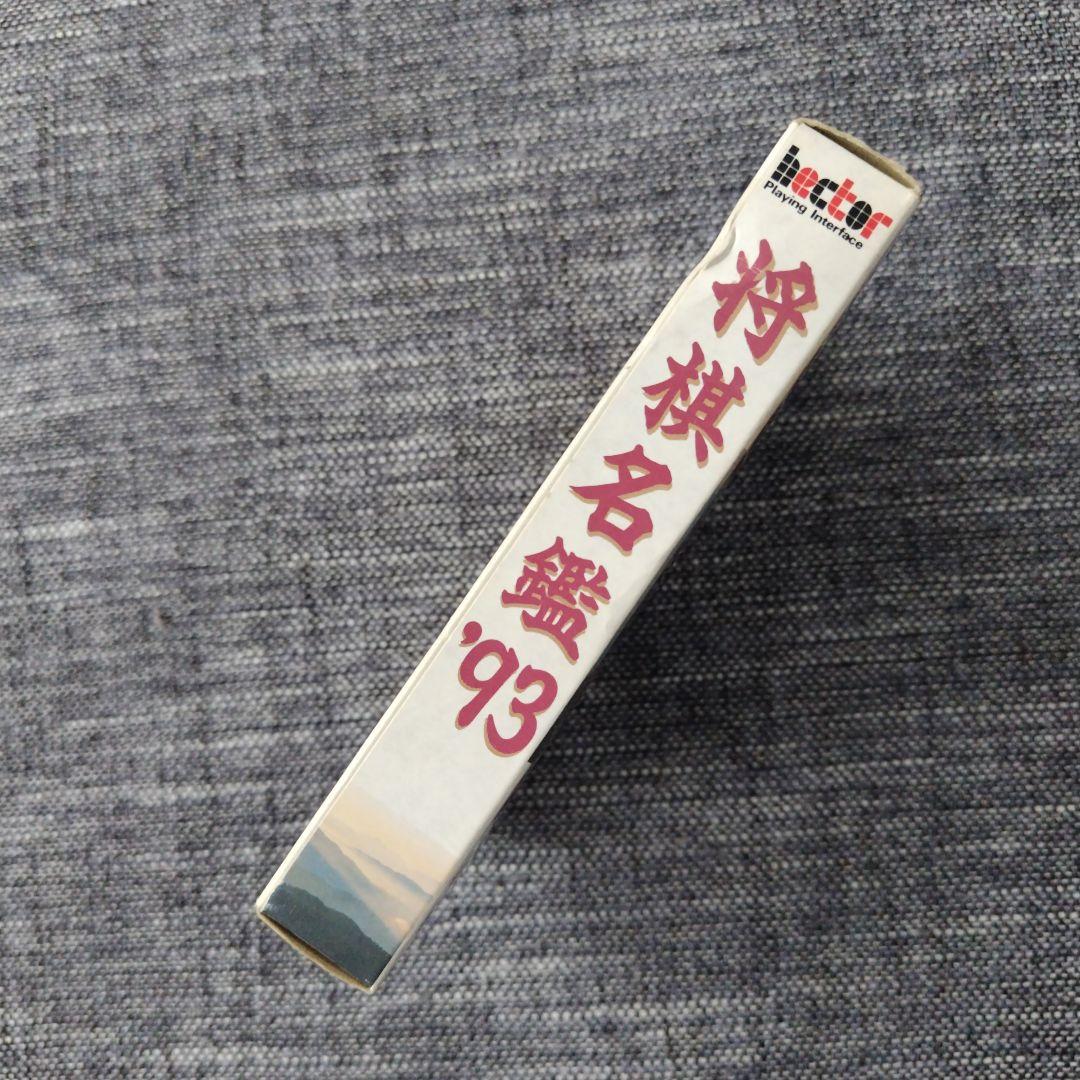 hector
Playing Interface
将棋名鑑'93